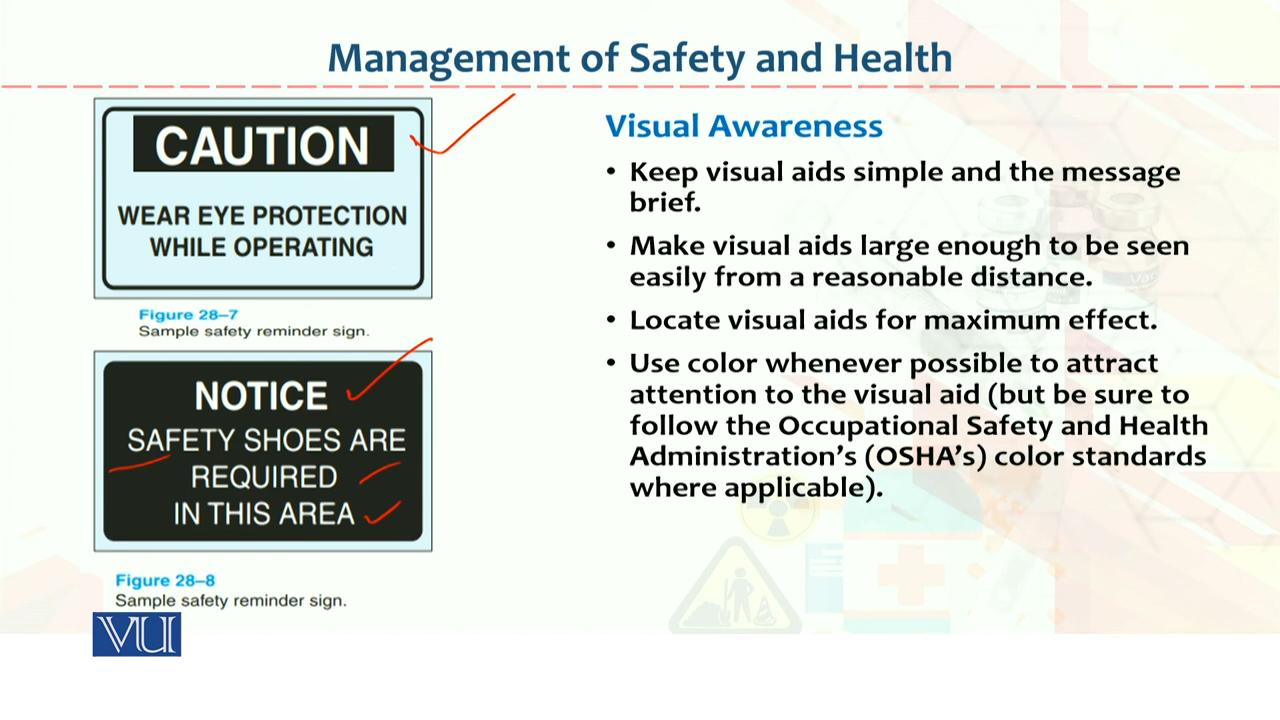 Management of Safety and Health
CAUTION
WEAR EYE PROTECTION
WHILE OPERATING
Figure 28–7
Sample safety reminder sign.
NOTICE
SAFETY SHOES ARE
REQUIRED
IN THIS AREA
Figure 28–8
Sample safety reminder sign.
VU
Visual Awareness
• Keep visual aids simple and the message
brief.
• Make visual aids large enough to be seen
easily from a reasonable distance.
• Locate visual aids for maximum effect.
• Use color whenever possible to attract
attention to the visual aid (but be sure to
follow the Occupational Safety and Health
Administration’s (OSHA’s) color standards
where applicable).